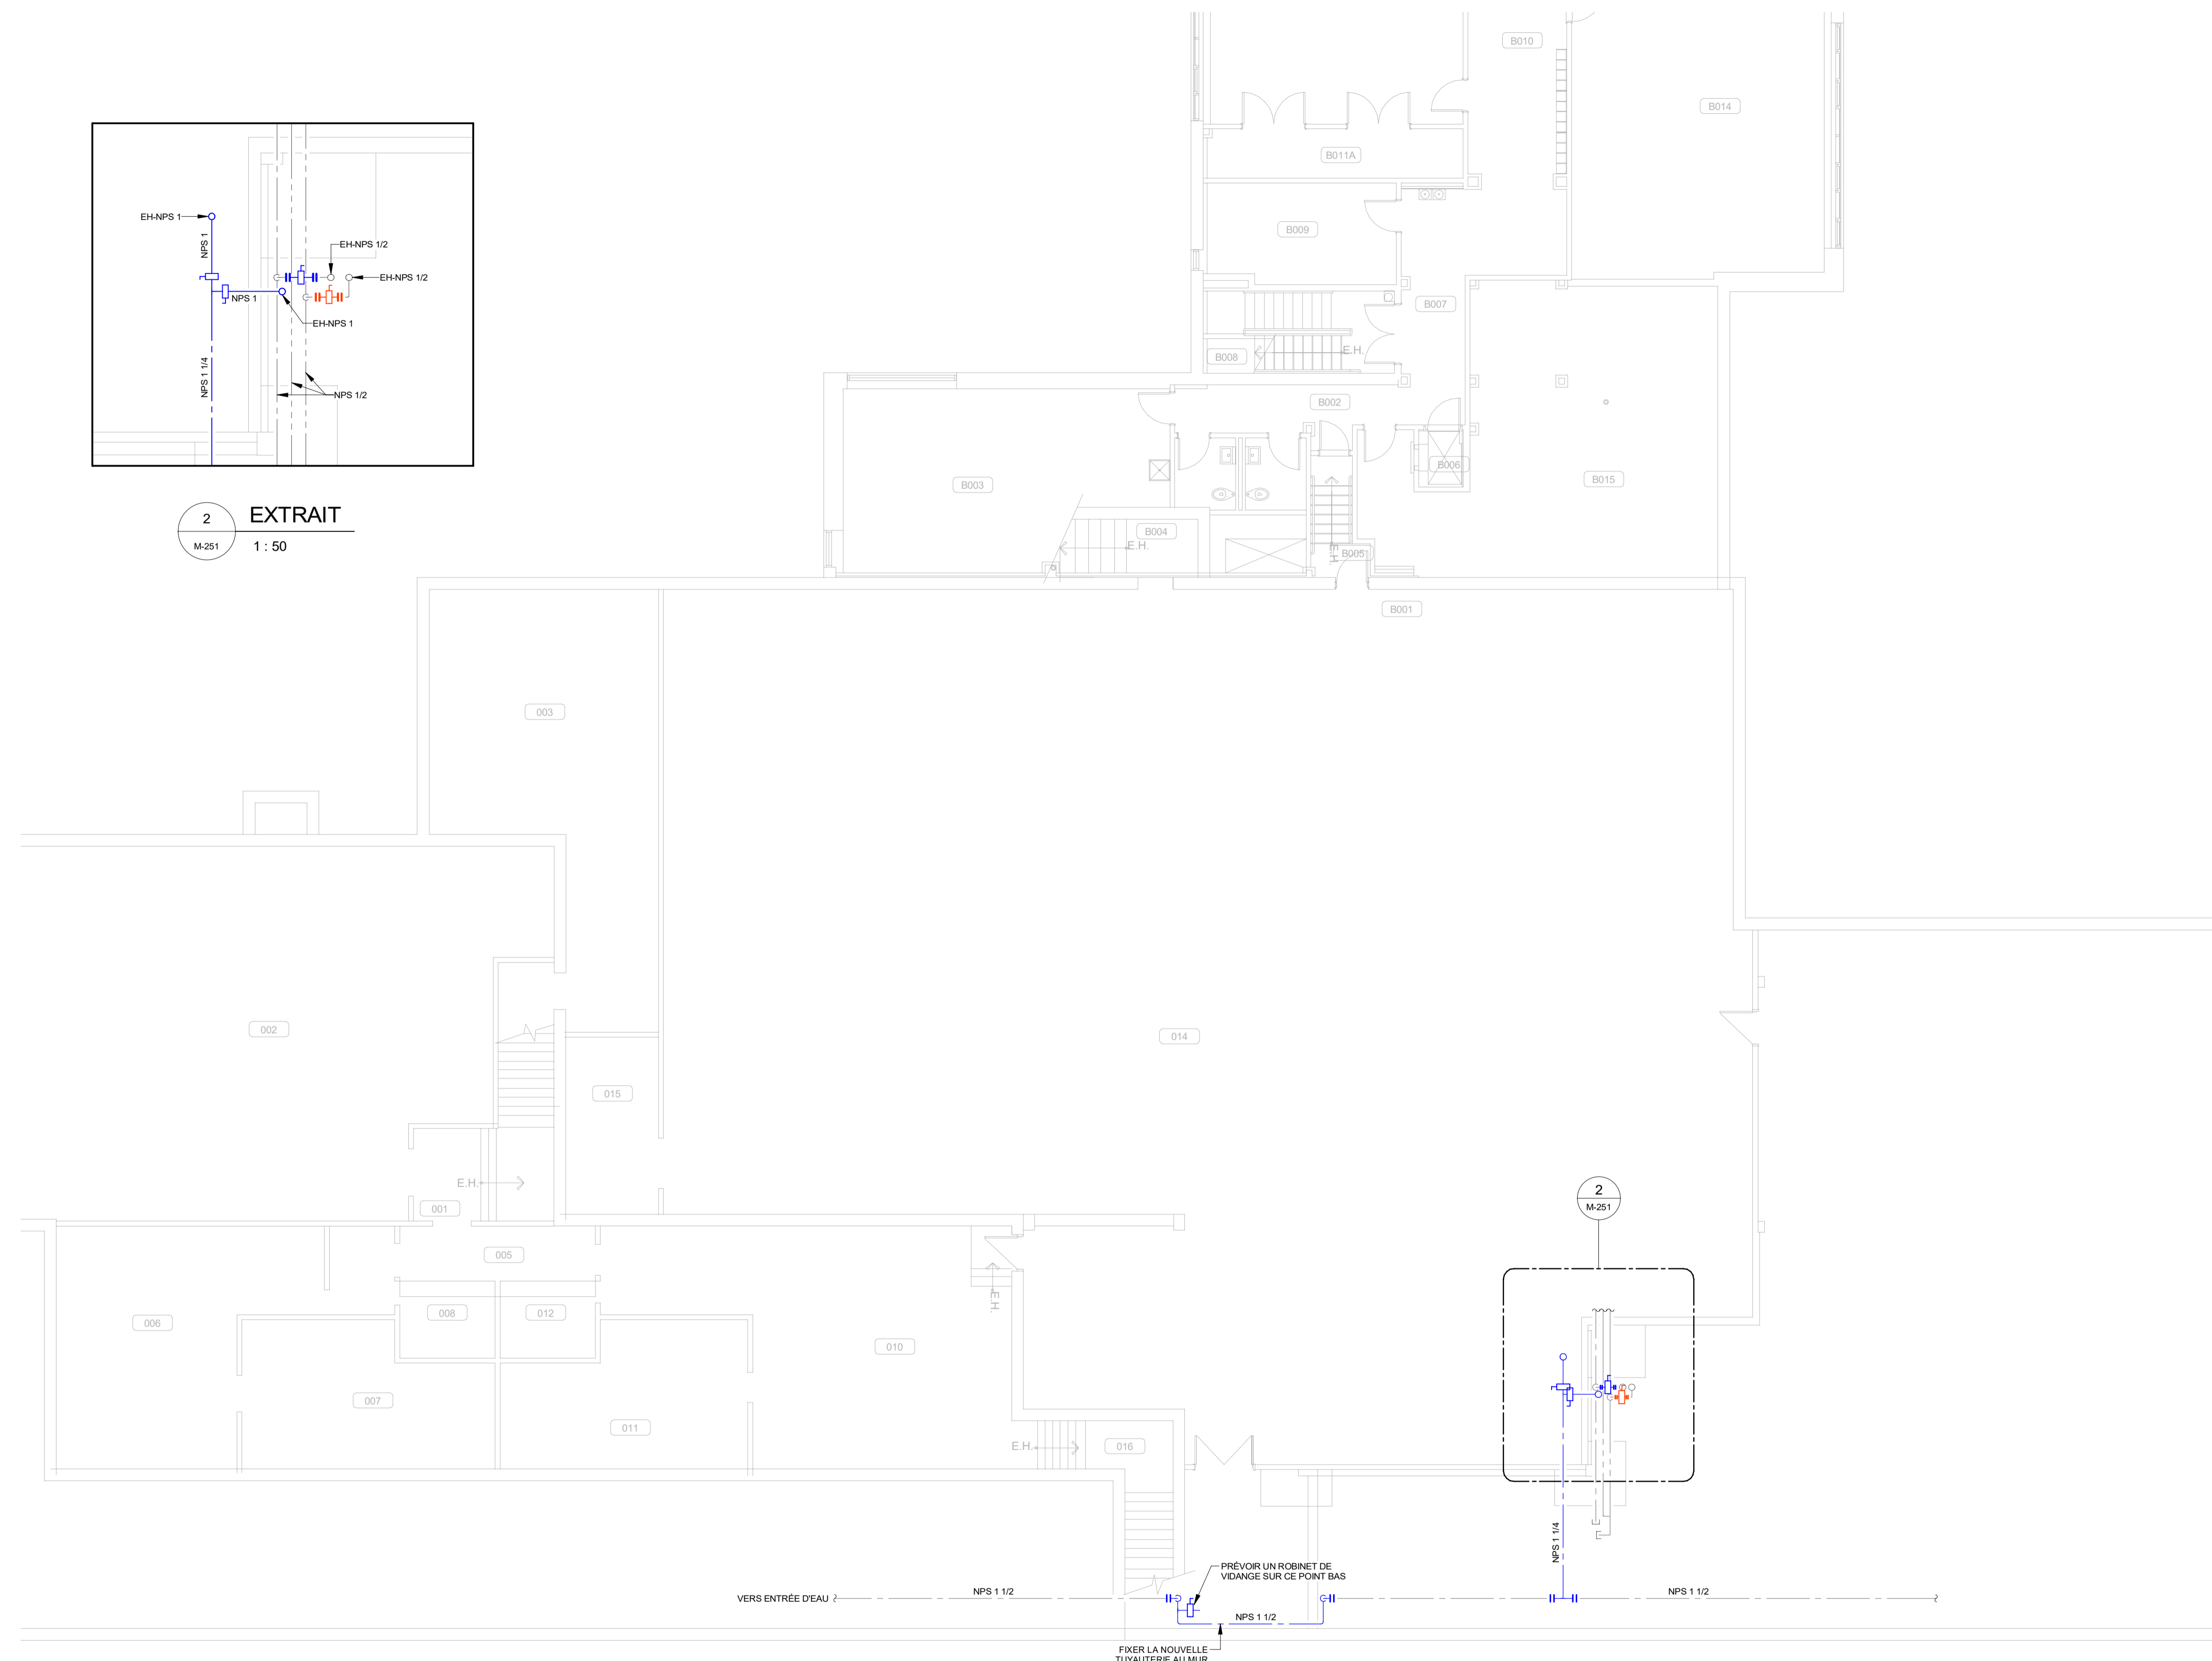 B010
B014
B011A
B009
B007
B008
E.H.
B002
B006
B003
B015
B004
E.H.
E.H.
B005
B001
EH-NPS 1
NPS 1
EH-NPS 1/2
EH-NPS 1/2
NPS 1
EH-NPS 1
NPS 1 1/4
NPS 1/2
2
M-251
EXTRAIT
1 : 50
003
002
014
015
E.H.
001
2
M-251
005
E.H.
008
012
006
010
007
011
E.H.
016
NPS 1 1/4
PRÉVOIR UN ROBINET DE
VIDANGE SUR CE POINT BAS
VERS ENTRÉE D'EAU
NPS 1 1/2
NPS 1 1/2
NPS 1 1/2
FIXER LA NOUVELLE
TUYAUTERIE AU MUR